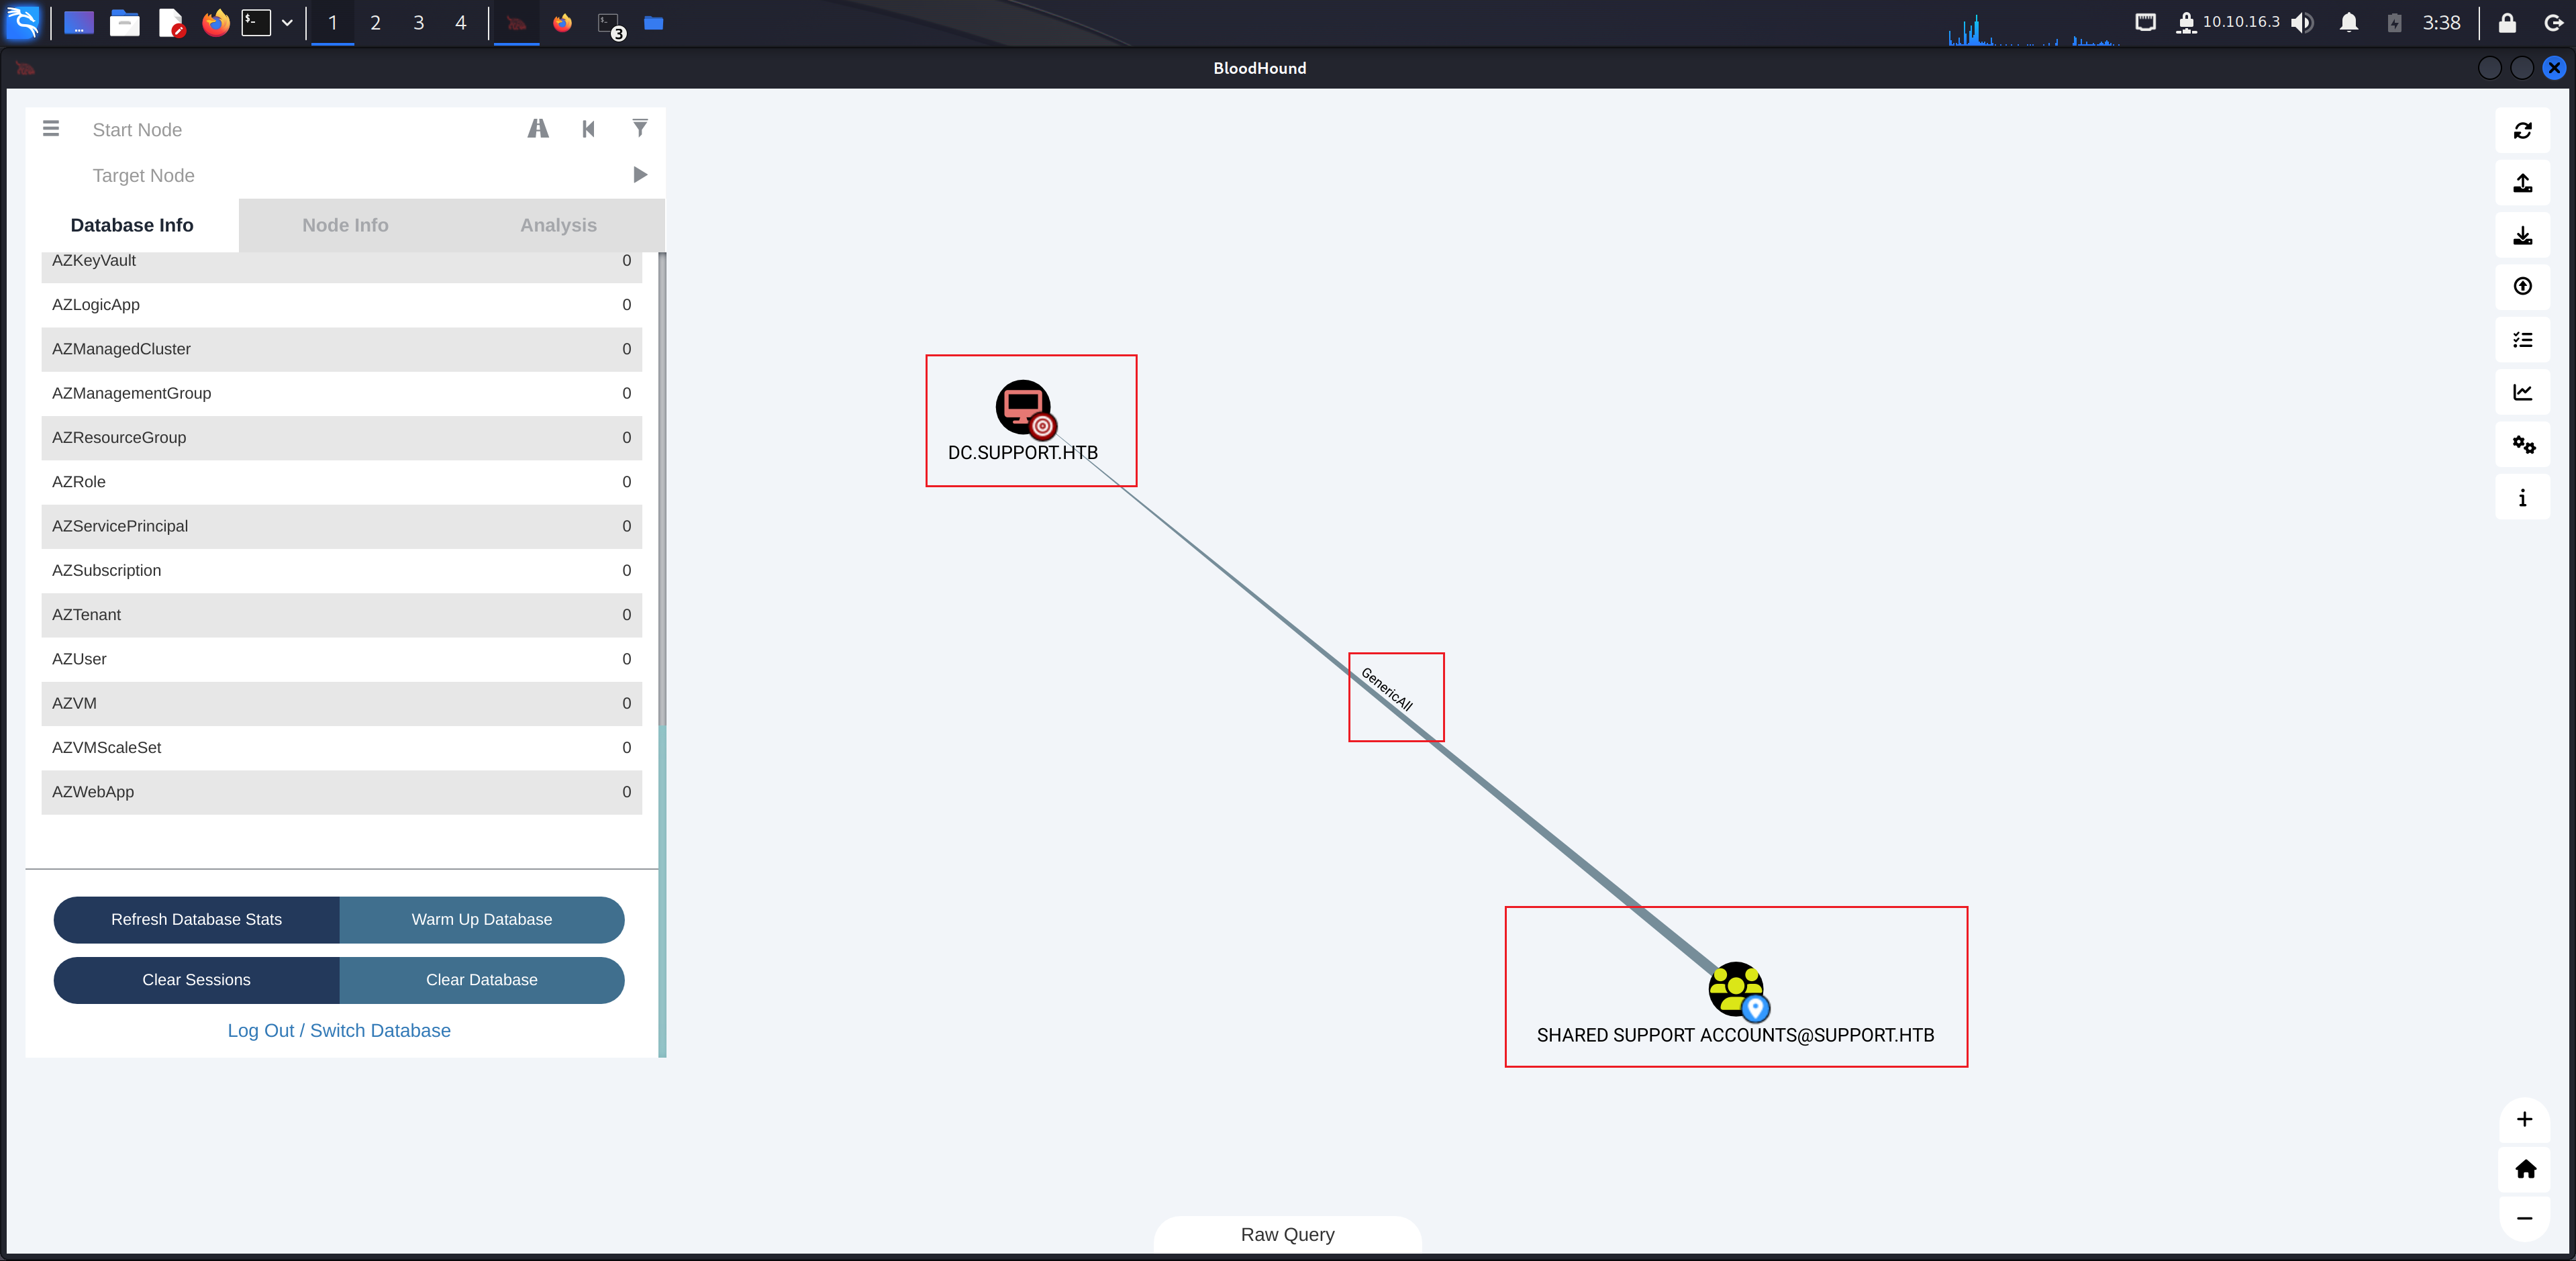 1 2 3 4
3
10.10.16.3
3:38
BloodHound
Start Node
Target Node
Database Info Node Info Analysis
AZKeyVault 0
AZLogicApp 0
AZManagedCluster 0
AZManagementGroup 0
AZResourceGroup 0
AZRole 0
AZServicePrincipal 0
AZSubscription 0
AZTenant 0
AZUser 0
AZVM 0
AZVMScaleSet 0
AZWebApp 0
Refresh Database Stats Warm Up Database
Clear Sessions Clear Database
Log Out / Switch Database
DC.SUPPORT.HTB
GenericAll
SHARED SUPPORT ACCOUNTS@SUPPORT.HTB
Raw Query